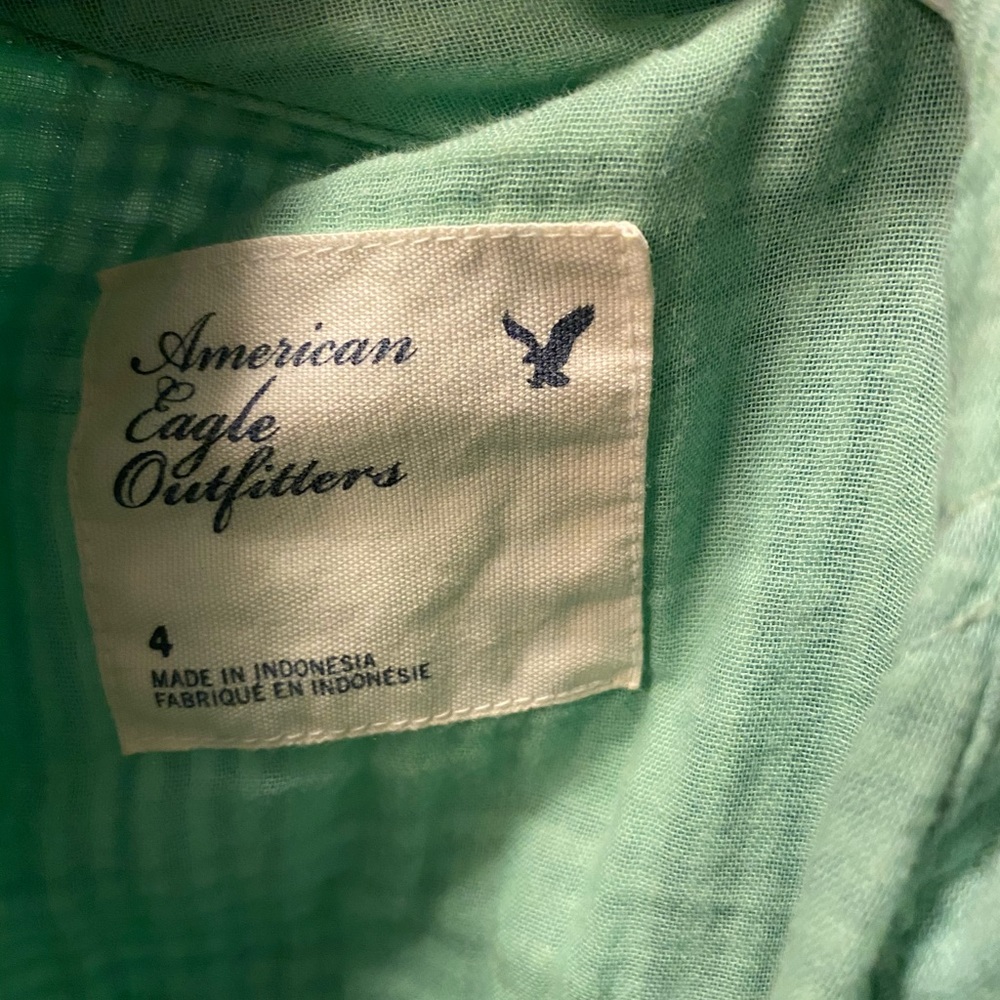 American
Eagle
Outfitters
4
MADE IN INDONESIA
FABRIQUÉ EN INDONÉSIE